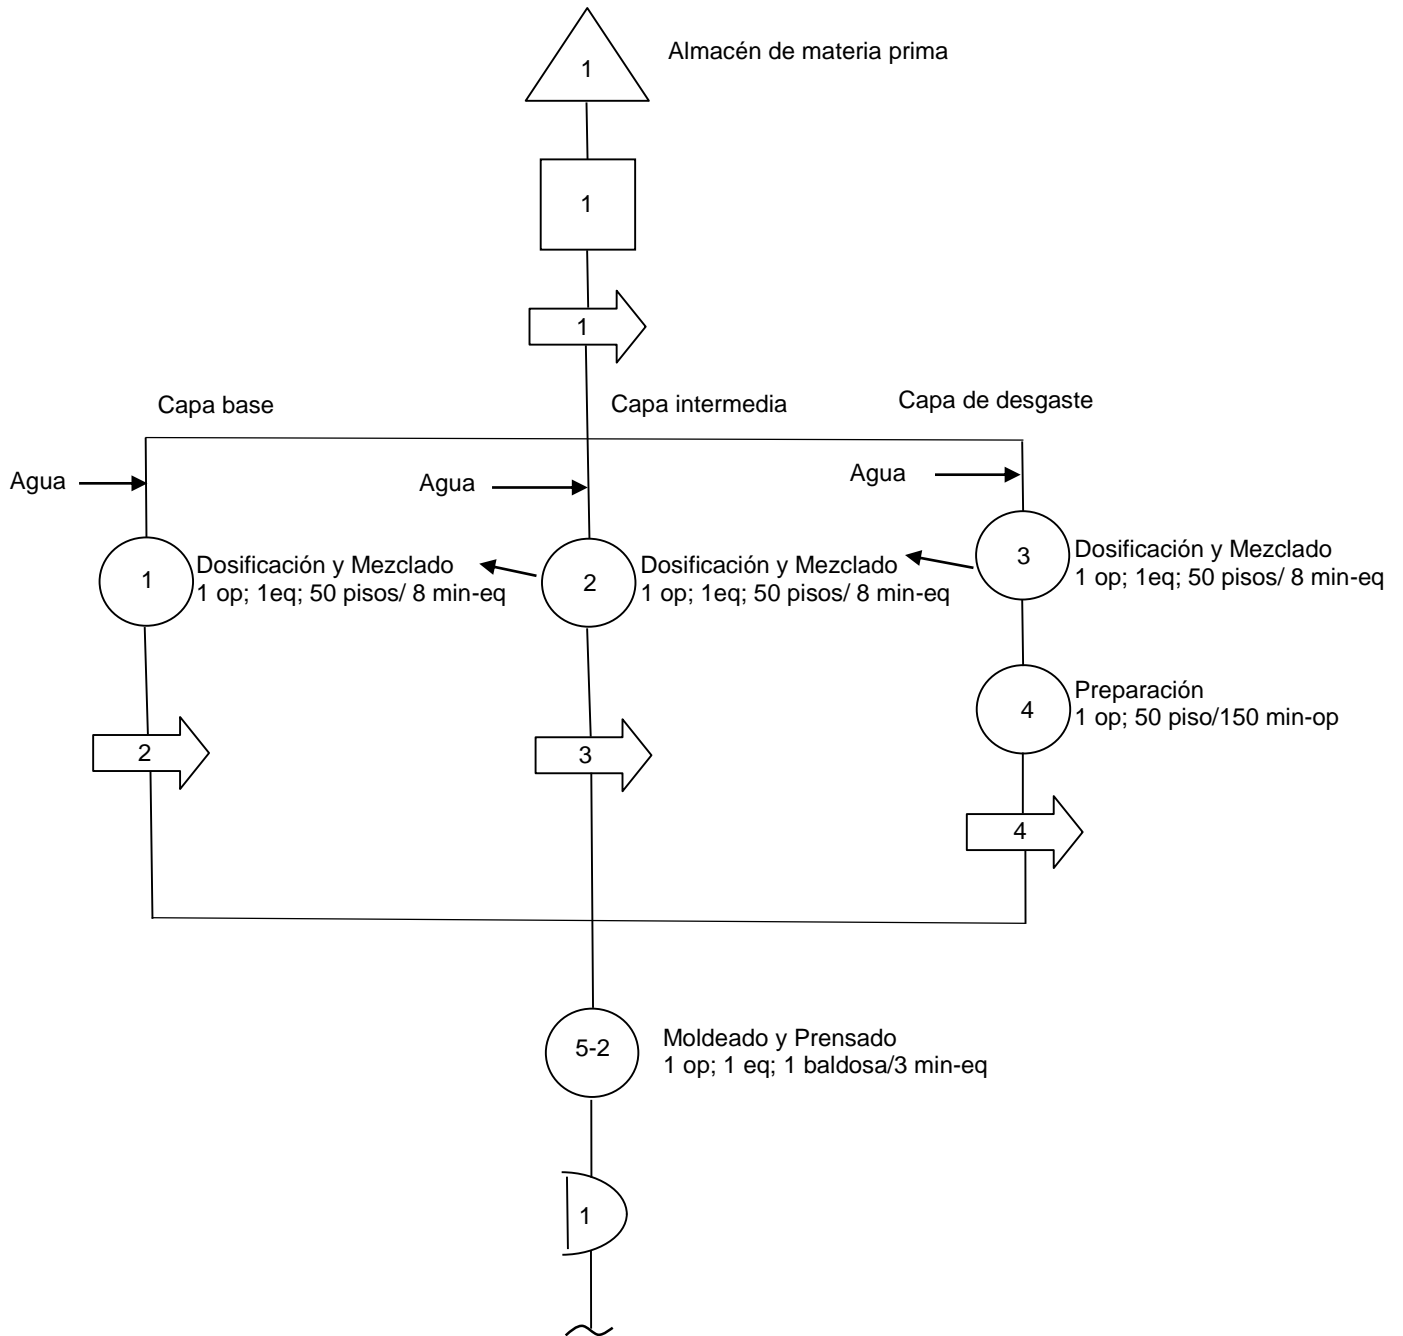 1
Almacén de materia prima
1
1
Capa base
Capa intermedia
Capa de desgaste
Agua
Agua
Agua
1
Dosificación y Mezclado
1 op; 1eq; 50 pisos/ 8 min-eq
2
Dosificación y Mezclado
1 op; 1eq; 50 pisos/ 8 min-eq
3
Dosificación y Mezclado
1 op; 1eq; 50 pisos/ 8 min-eq
4
Preparación
1 op; 50 piso/150 min-op
2
3
4
5-2
Moldeado y Prensado
1 op; 1 eq; 1 baldosa/3 min-eq
1